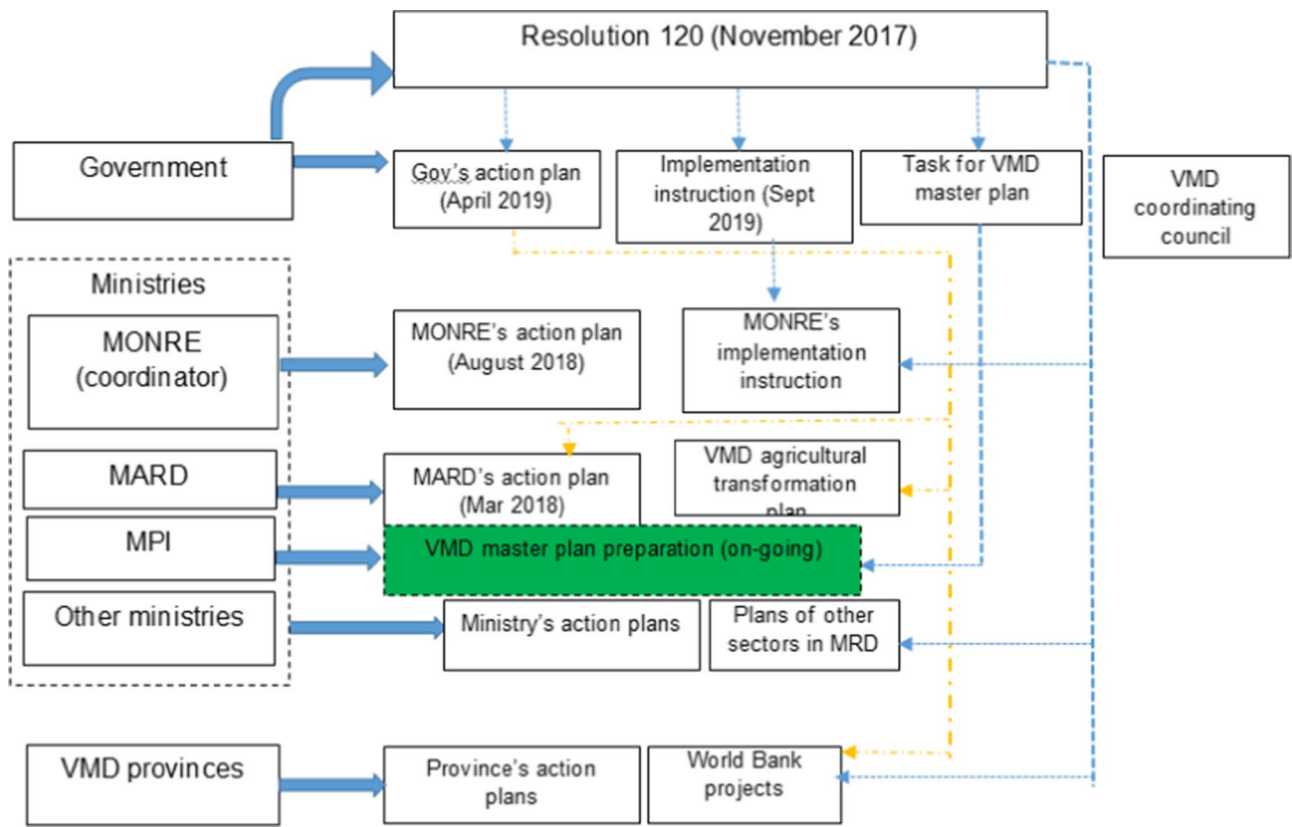 Resolution 120 (November 2017)
Government
Gov's action plan
(April 2019)
Implementation
instruction (Sept
2019)
Task for VMD
master plan
VMD
coordinating
council
Ministries
MONRE
(coordinator)
MONRE's action plan
(August 2018)
MONRE's
implementation
instruction
MARD
MARD's action plan
(Mar 2018)
VMD agricultural
transformation
plan
MPI
VMD master plan preparation (on-going)
Other ministries
Ministry's action plans
Plans of other
sectors in MRD
VMD provinces
Province's action
plans
World Bank
projects